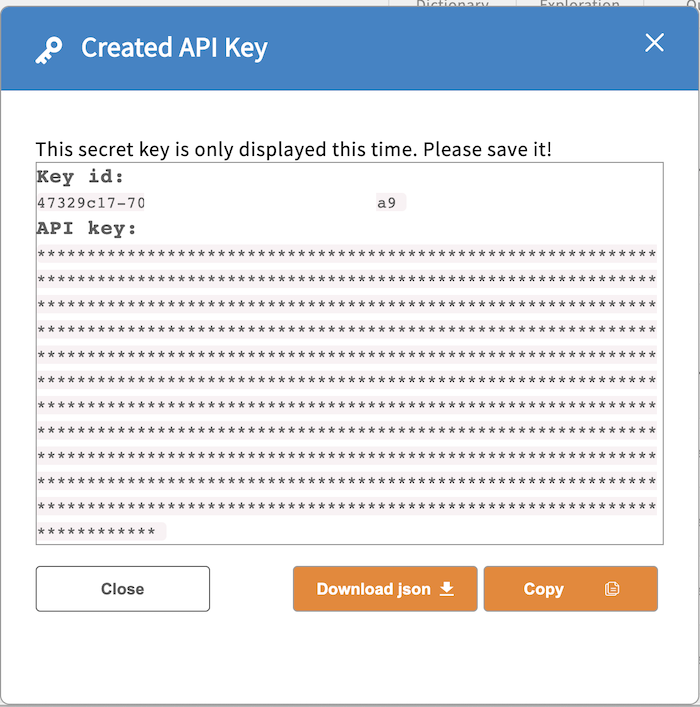 Dictionary Exploration
Created API Key
This secret key is only displayed this time. Please save it!
Key id:
47329c17-70 a9
API key:
**************************************************************
**************************************************************
**************************************************************
**************************************************************
**************************************************************
**************************************************************
**************************************************************
**************************************************************
**************************************************************
**************************************************************
**************************************************************
************
Close
Download json
Copy